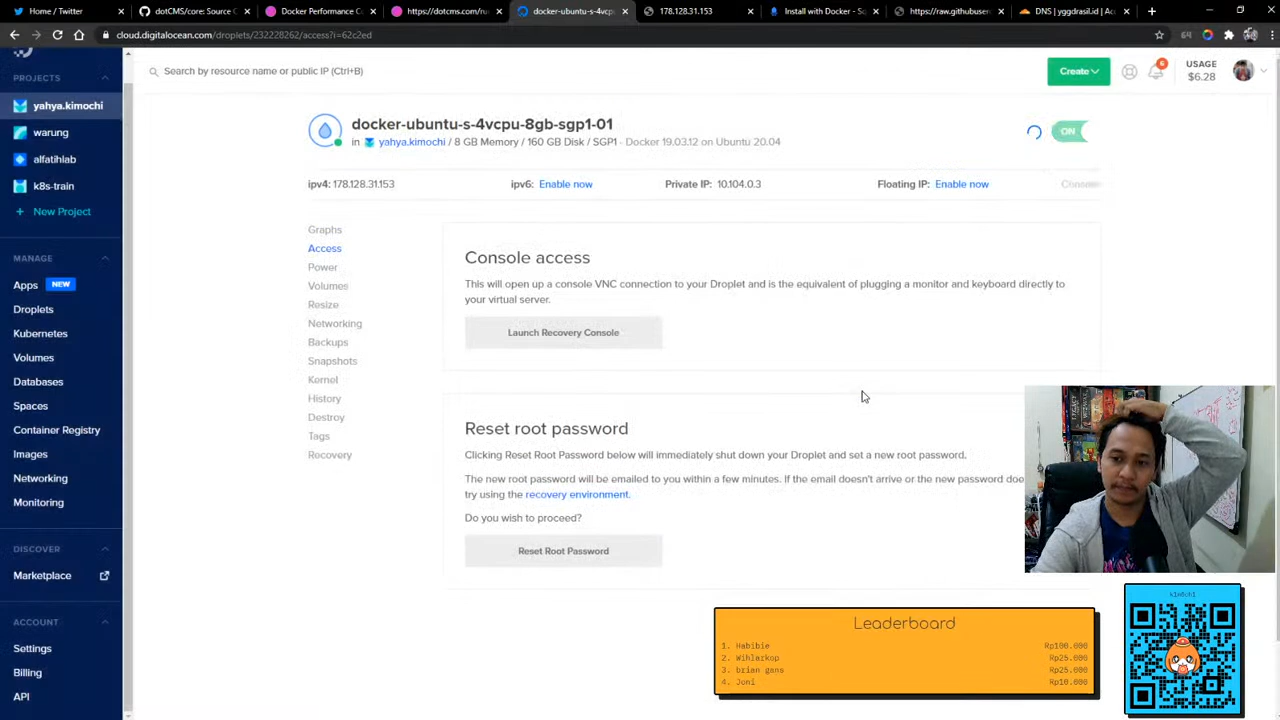 Home / Twitter
dotCMS/core: Source C
Docker Performance Co
https://dotcms.com/ru
docker-ubuntu-s-4vcp
178.128.31.153
Install with Docker - Sq
https://raw.githubuser
DNS | yggdrasil.id | Ac
cloud.digitalocean.com/droplets/232228262/access?i=62c2ed
PROJECTS
yahya.kimochi
warung
alfatihlab
k8s-train
+ New Project
MANAGE
Apps NEW
Droplets
Kubernetes
Volumes
Databases
Spaces
Container Registry
Images
Networking
Monitoring
DISCOVER
Marketplace
ACCOUNT
Settings
Billing
API
Search by resource name or public IP (Ctrl+B)
Create
6
USAGE
$6.28
docker-ubuntu-s-4vcpu-8gb-sgp1-01
in yahya.kimochi / 8 GB Memory / 160 GB Disk / SGP1 - Docker 19.03.12 on Ubuntu 20.04
ON
ipv4: 178.128.31.153 ipv6: Enable now Private IP: 10.104.0.3 Floating IP: Enable now
Graphs
Access
Power
Volumes
Resize
Networking
Backups
Snapshots
Kernel
History
Destroy
Tags
Recovery
Console access
This will open up a console VNC connection to your Droplet and is the equivalent of plugging a monitor and keyboard directly to
your virtual server.
Launch Recovery Console
Reset root password
Clicking Reset Root Password below will immediately shut down your Droplet and set a new root password.
The new root password will be emailed to you within a few minutes. If the email doesn't arrive or the new password doe
try using the recovery environment.
Do you wish to proceed?
Reset Root Password
Leaderboard
1. Habibie Rp100.000
2. Wihlarkop Rp25.000
3. brian gans Rp25.000
4. Joni Rp10.000